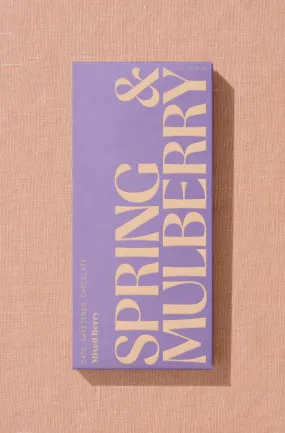 SPRING &
MULBERRY
DATE SWEETENED CHOCOLATE
Mixed Berry